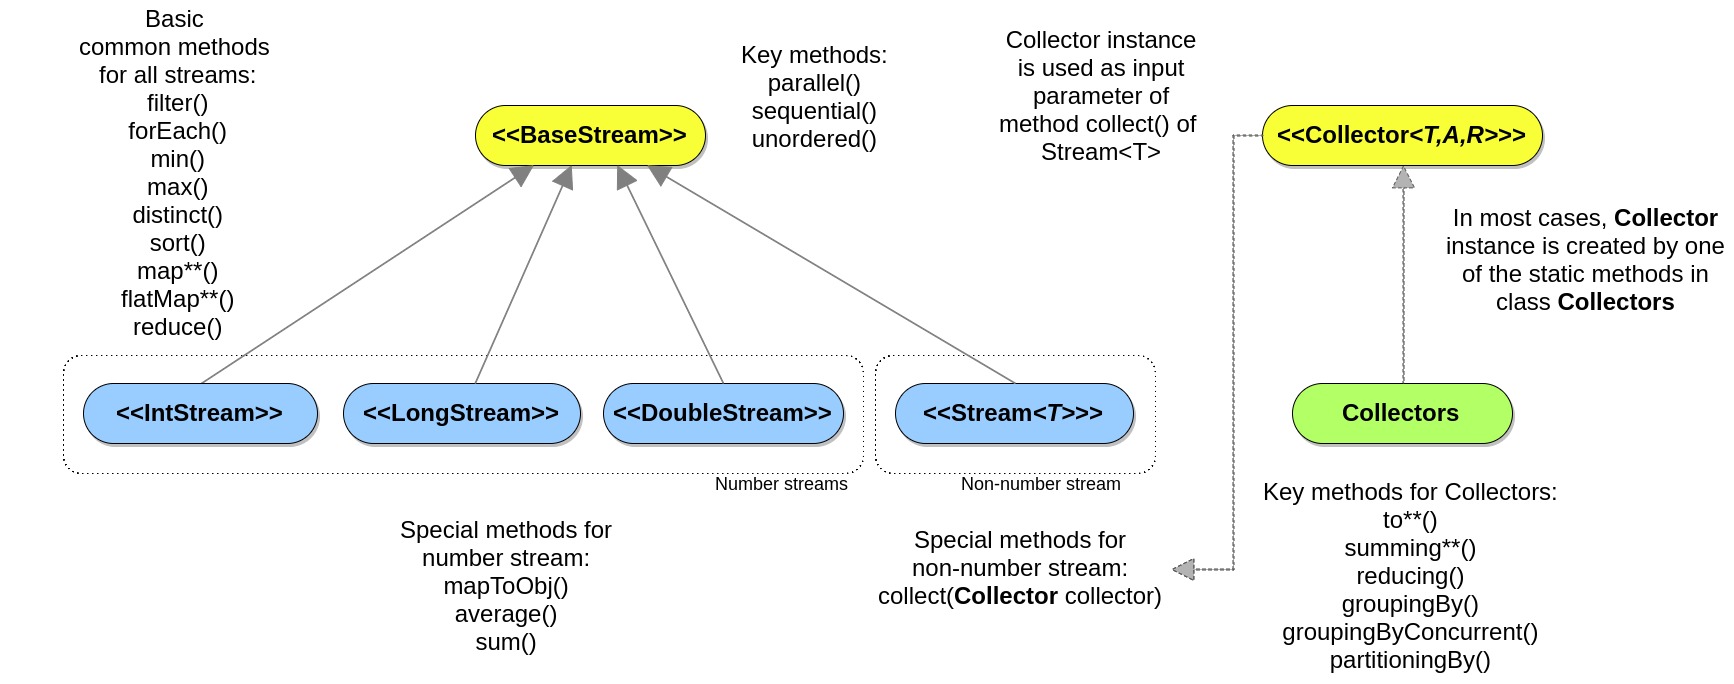 Basic
common methods
for all streams:
filter()
forEach()
min()
max()
distinct()
sort()
map**()
flatMap**()
reduce()
<<BaseStream>>
Key methods:
parallel()
sequential()
unordered()
Collector instance
is used as input
parameter of
method collect() of
Stream<T>
<<Collector<T,A,R>>>
In most cases, Collector
instance is created by one
of the static methods in
class Collectors
<<IntStream>>
<<LongStream>>
<<DoubleStream>>
<<Stream<T>>>
Collectors
Number streams
Non-number stream
Special methods for
number stream:
mapToObj()
average()
sum()
Special methods for
non-number stream:
collect(Collector collector)
Key methods for Collectors:
to**()
summing**()
reducing()
groupingBy()
groupingByConcurrent()
partitioningBy()